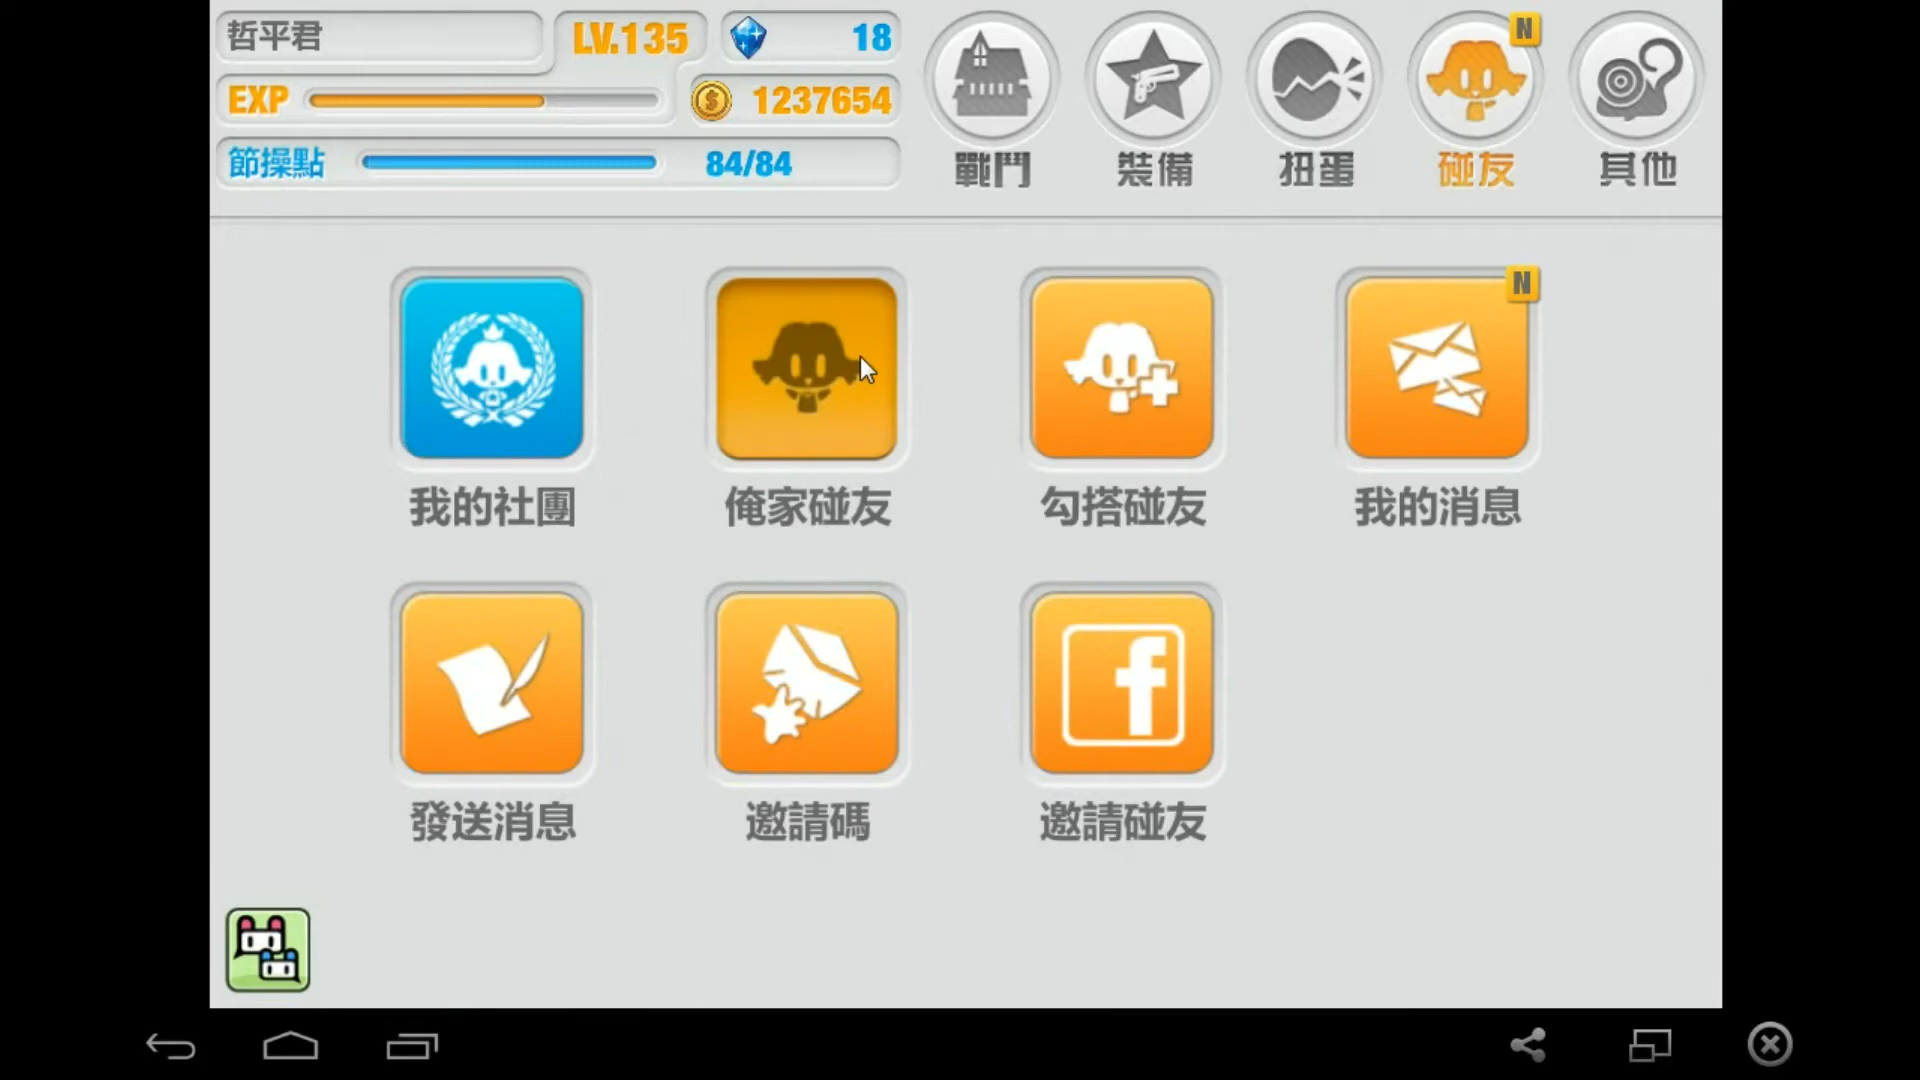 哲平君
LV.135
18
EXP
1237654
節操點
84/84
戰鬥
裝備
扭蛋
N
碰友
其他
我的社團
俺家碰友
勾搭碰友
N
我的消息
發送消息
邀請碼
f
邀請碰友